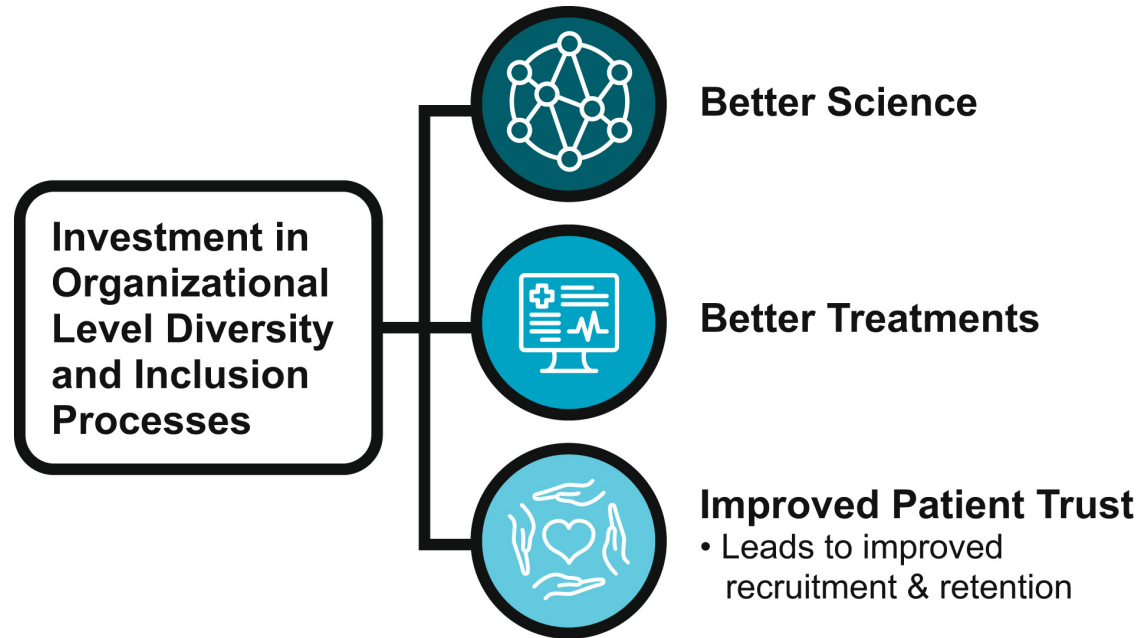 Investment in
Organizational
Level Diversity
and Inclusion
Processes
Better Science
Better Treatments
Improved Patient Trust
• Leads to improved
recruitment & retention